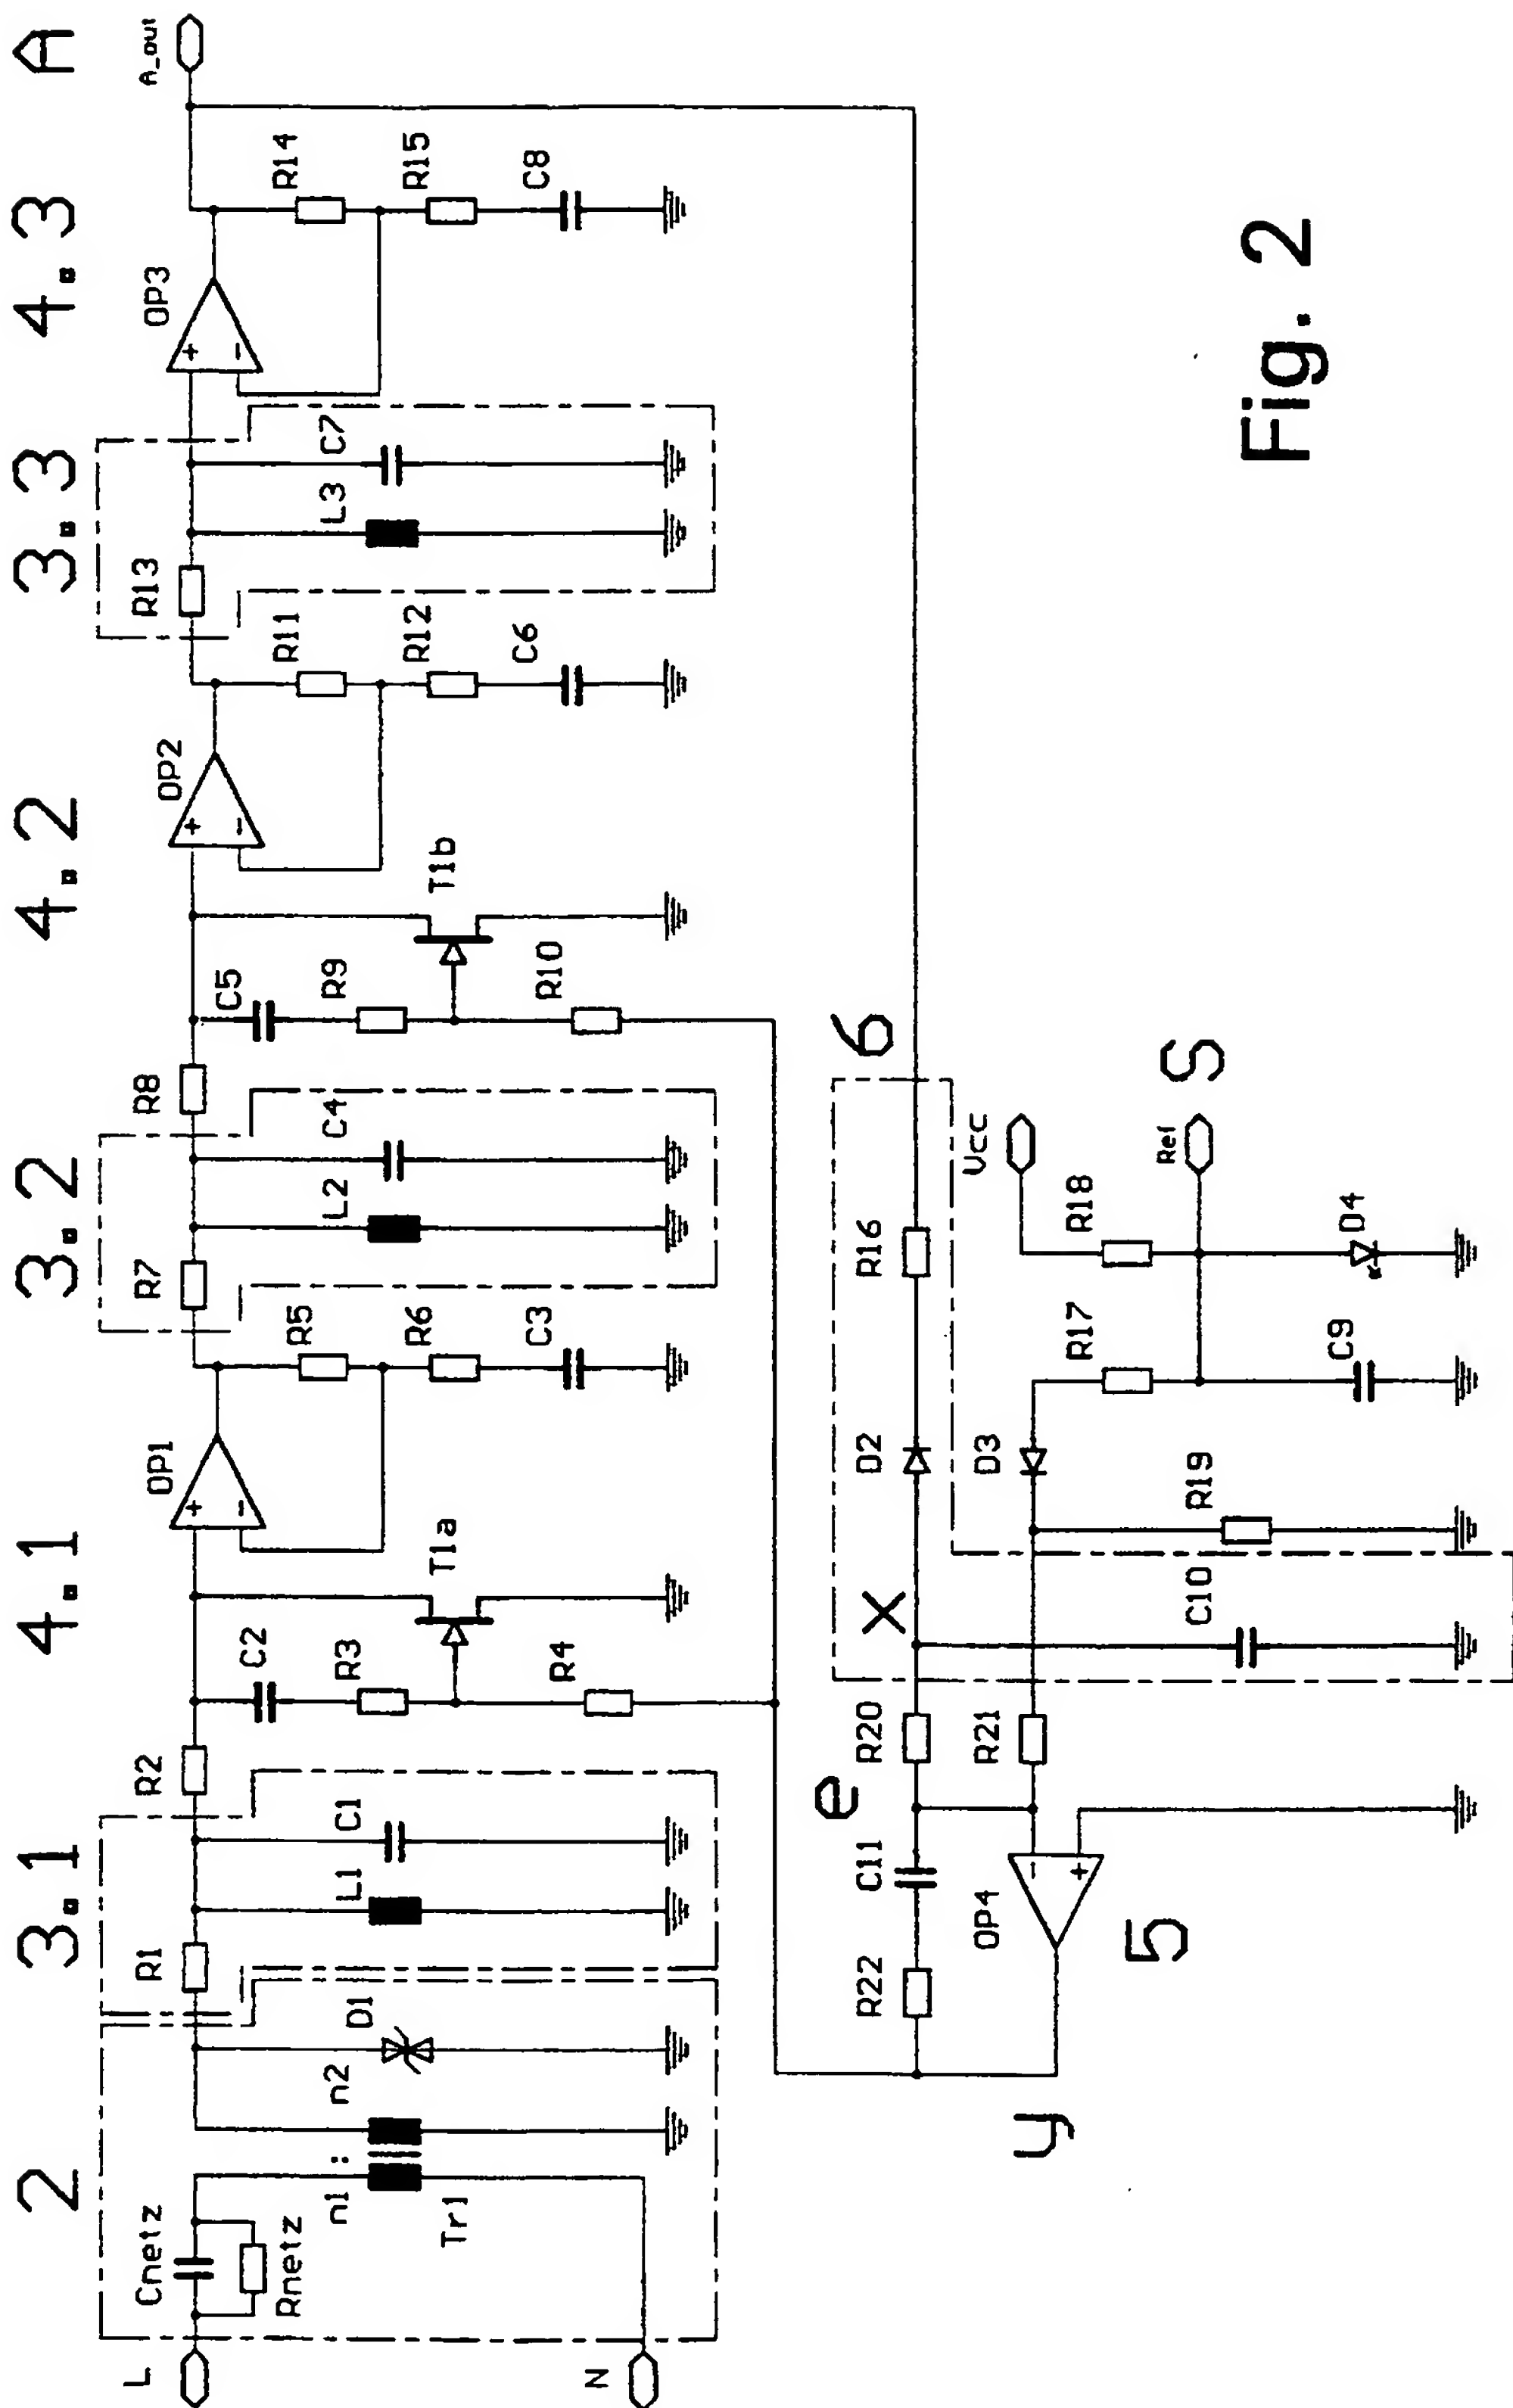 2
3.1
4.1
3.2
4.2
3.3
4.3
A
L
Cnetz
Rnetz
N
n1 : n2
Tr1
D1
R1
L1
C1
R2
C2
R3
R4
T1a
OP1
R5
R6
C3
R7
L2
C4
R8
C5
R9
R10
T1b
OP2
R11
R12
C6
R13
L3
C7
OP3
R14
R15
C8
A_out
+
-
+
-
+
-
y
e
x
6
R22
C11
R20
D2
R16
OP4
-
+
5
R21
C10
R19
D3
R17
C9
R18
D4
Vcc
Ref
S
Fig. 2